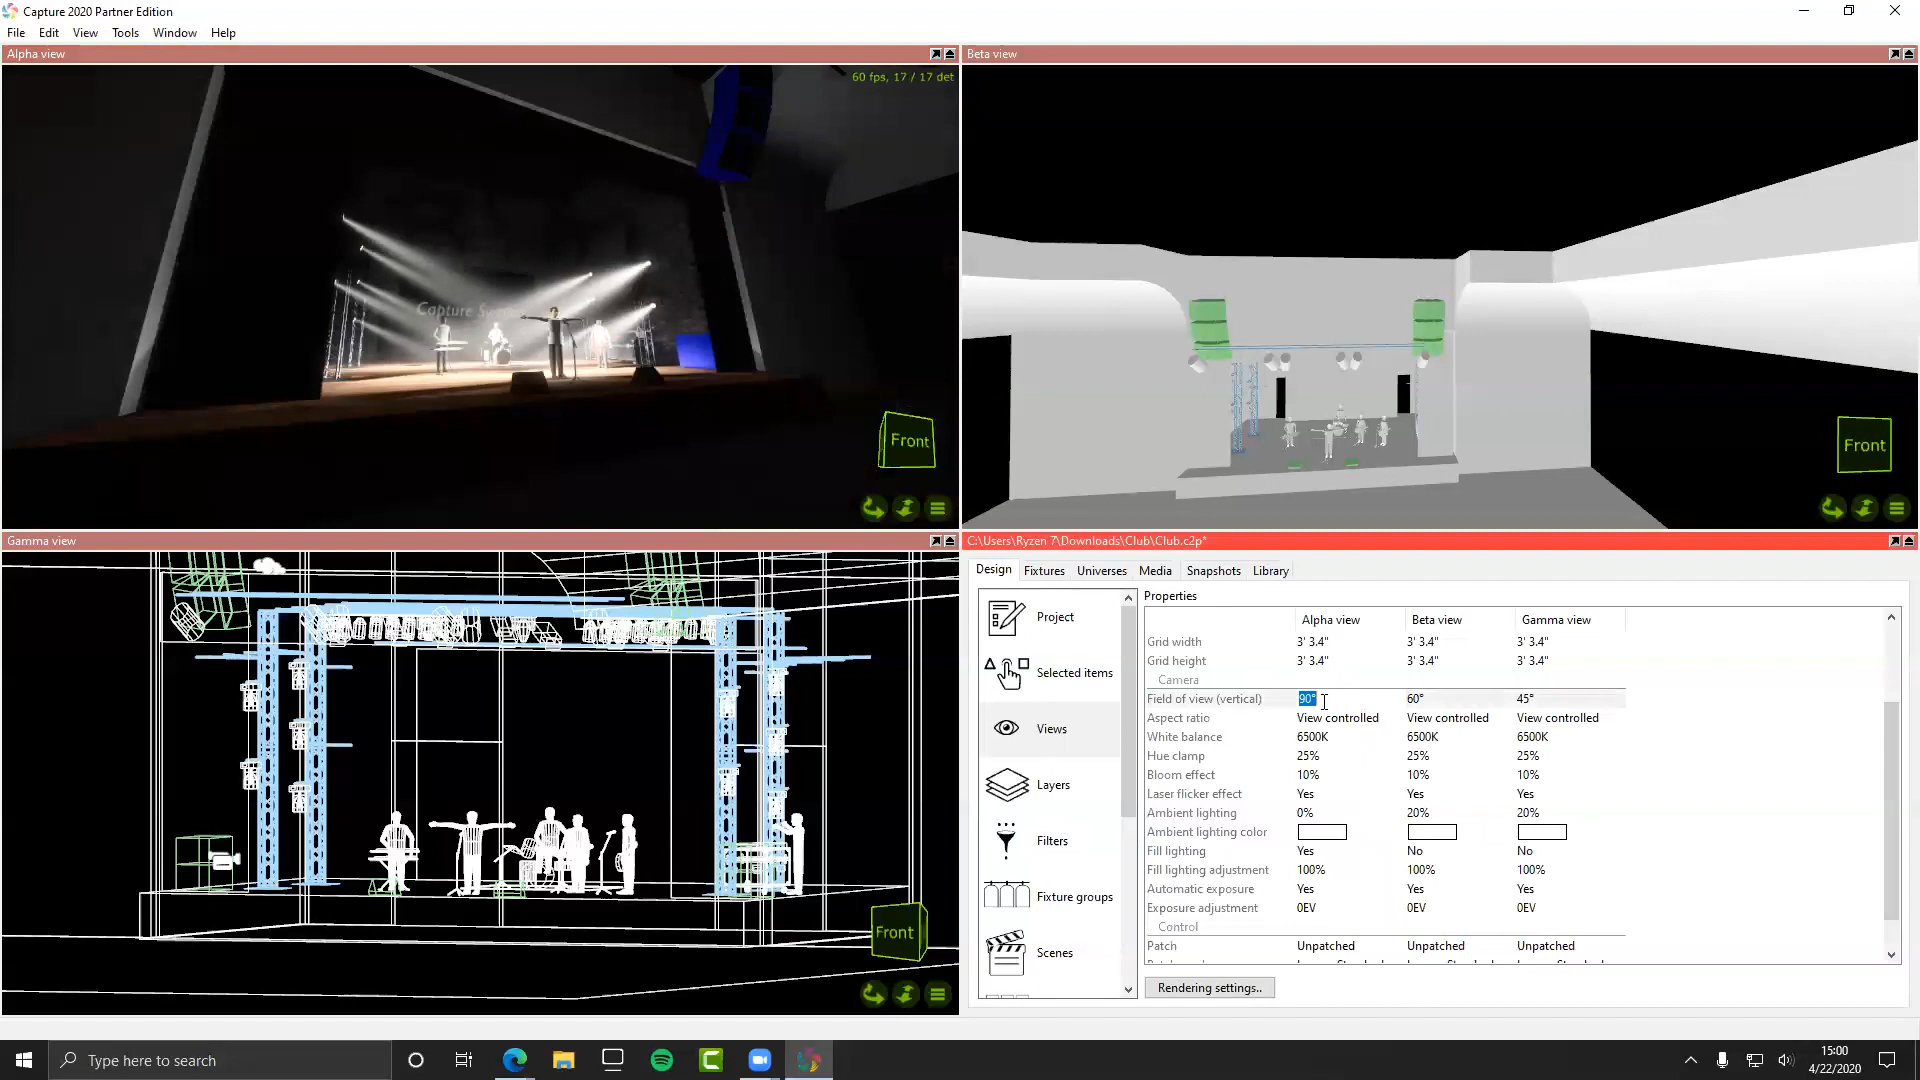 Capture 2020 Partner Edition
File Edit View Tools Window Help
Alpha view
60 fps, 17 / 17 det
Front
Beta view
Front
Gamma view
Front
C:\Users\Ryzen 7\Downloads\Club\Club.c2p*
Design Fixtures Universes Media Snapshots Library
Project
Selected items
Views
Layers
Filters
Fixture groups
Scenes
Properties
Alpha view Beta view Gamma view
Grid width 3' 3.4" 3' 3.4" 3' 3.4"
Grid height 3' 3.4" 3' 3.4" 3' 3.4"
Camera
Field of view (vertical) 90° 60° 45°
Aspect ratio View controlled View controlled View controlled
White balance 6500K 6500K 6500K
Hue clamp 25% 25% 25%
Bloom effect 10% 10% 10%
Laser flicker effect Yes Yes Yes
Ambient lighting 0% 20% 20%
Ambient lighting color
Fill lighting Yes No No
Fill lighting adjustment 100% 100% 100%
Automatic exposure Yes Yes Yes
Exposure adjustment 0EV 0EV 0EV
Control
Patch Unpatched Unpatched Unpatched
Rendering settings..
Type here to search
15:00
4/22/2020